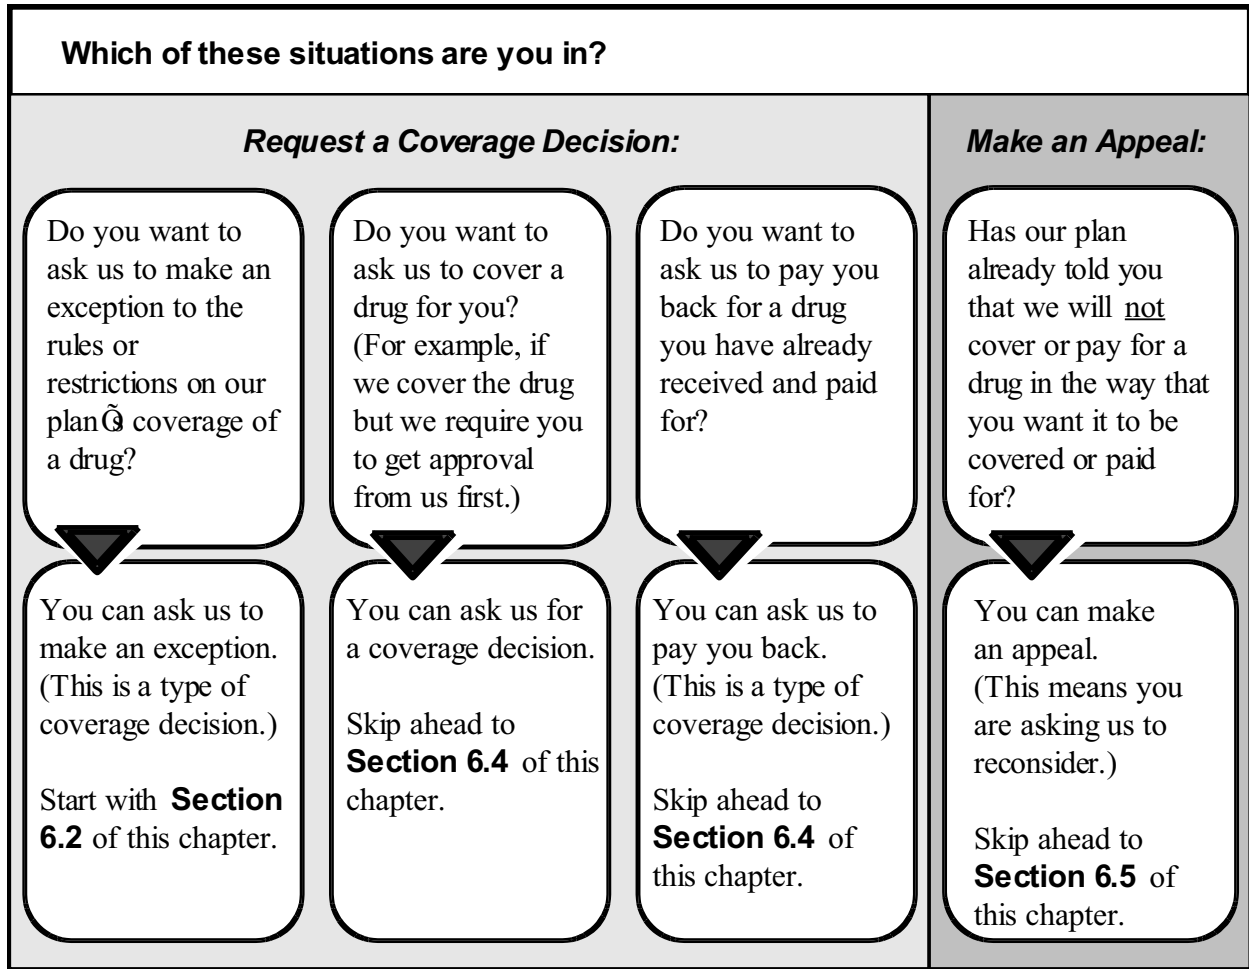 Which of these situations are you in?
Request a Coverage Decision:
Make an Appeal:
Do you want to
ask us to make an
exception to the
rules or
restrictions on our
planÕs coverage of
a drug?
Do you want to
ask us to cover a
drug for you?
(For example, if
we cover the drug
but we require you
to get approval
from us first.)
Do you want to
ask us to pay you
back for a drug
you have already
received and paid
for?
Has our plan
already told you
that we will not
cover or pay for a
drug in the way that
you want it to be
covered or paid
for?
You can ask us to
make an exception.
(This is a type of
coverage decision.)
Start with Section
6.2 of this chapter.
You can ask us for
a coverage decision.
Skip ahead to
Section 6.4 of this
chapter.
You can ask us to
pay you back.
(This is a type of
coverage decision.)
Skip ahead to
Section 6.4 of
this chapter.
You can make
an appeal.
(This means you
are asking us to
reconsider.)
Skip ahead to
Section 6.5 of
this chapter.